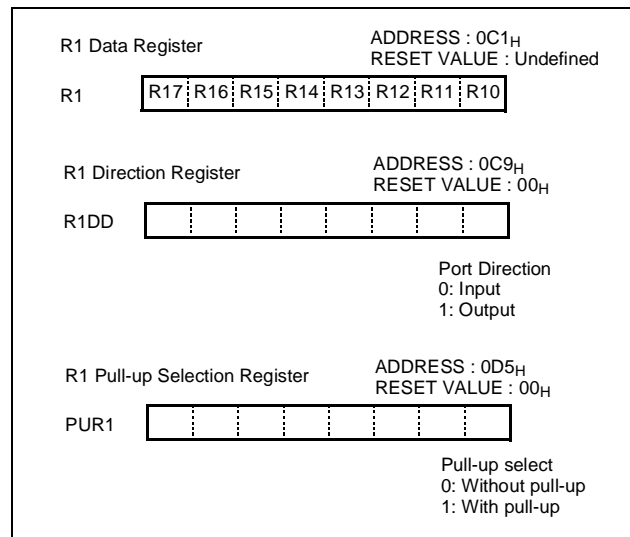 R1 Data Register
ADDRESS : 0C1H
RESET VALUE : Undefined
R1
R17 R16 R15 R14 R13 R12 R11 R10
R1 Direction Register
ADDRESS : 0C9H
RESET VALUE : 00H
R1DD
Port Direction
0: Input
1: Output
R1 Pull-up Selection Register
ADDRESS : 0D5H
RESET VALUE : 00H
PUR1
Pull-up select
0: Without pull-up
1: With pull-up